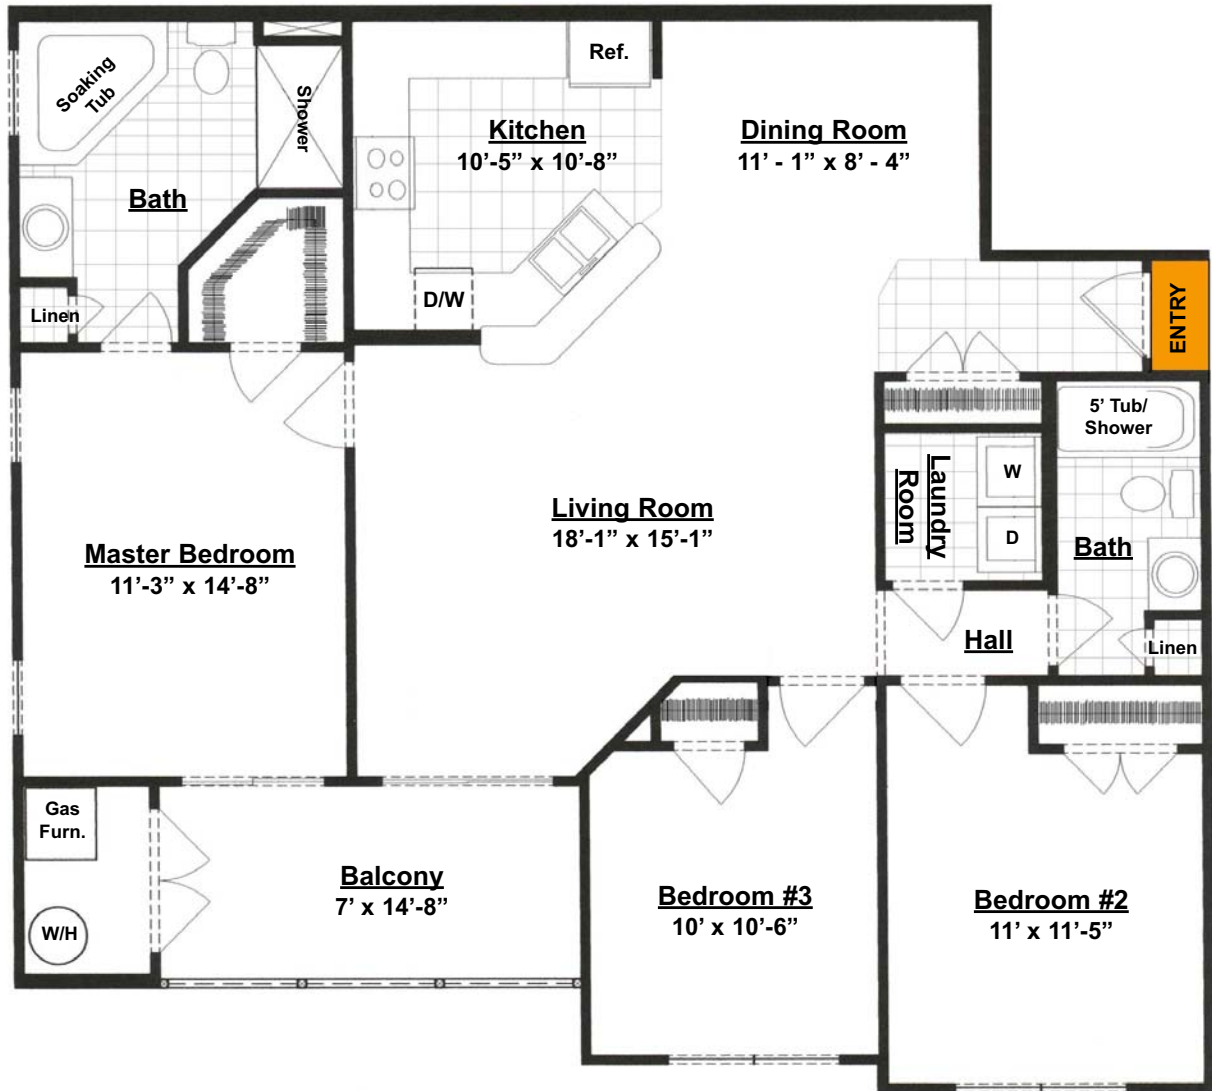 Soaking
Tub
Shower
Ref.
Kitchen
10’-5” x 10’-8”
Dining Room
11’ - 1” x 8’ - 4”
Bath
Linen
D/W
ENTRY
5’ Tub/
Shower
Laundry
Room
W
D
Bath
Living Room
18’-1” x 15’-1”
Master Bedroom
11’-3” x 14’-8”
Hall
Linen
Gas
Furn.
W/H
Balcony
7’ x 14’-8”
Bedroom #3
10’ x 10’-6”
Bedroom #2
11’ x 11’-5”